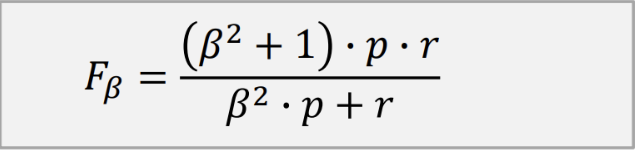 F_β = ((β² + 1) · p · r) / (β² · p + r)